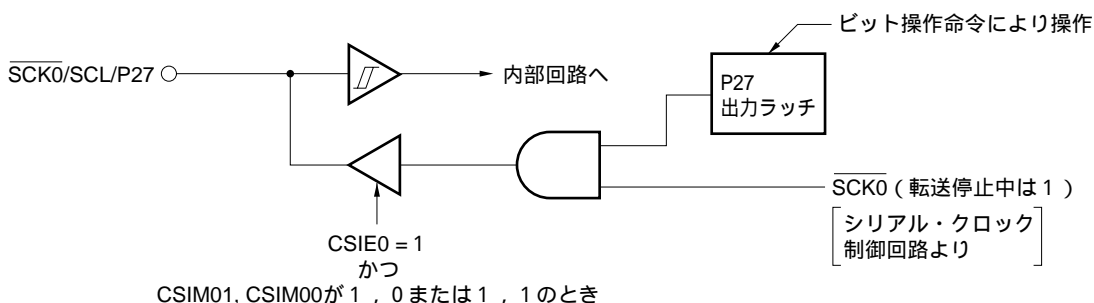 ビット操作命令により操作
SCK0/SCL/P27
内部回路へ
P27
出力ラッチ
SCK0（転送停止中は１）
シリアル・クロック
制御回路より
CSIE0 = 1
かつ
CSIM01, CSIM00が１，０または１，１のとき